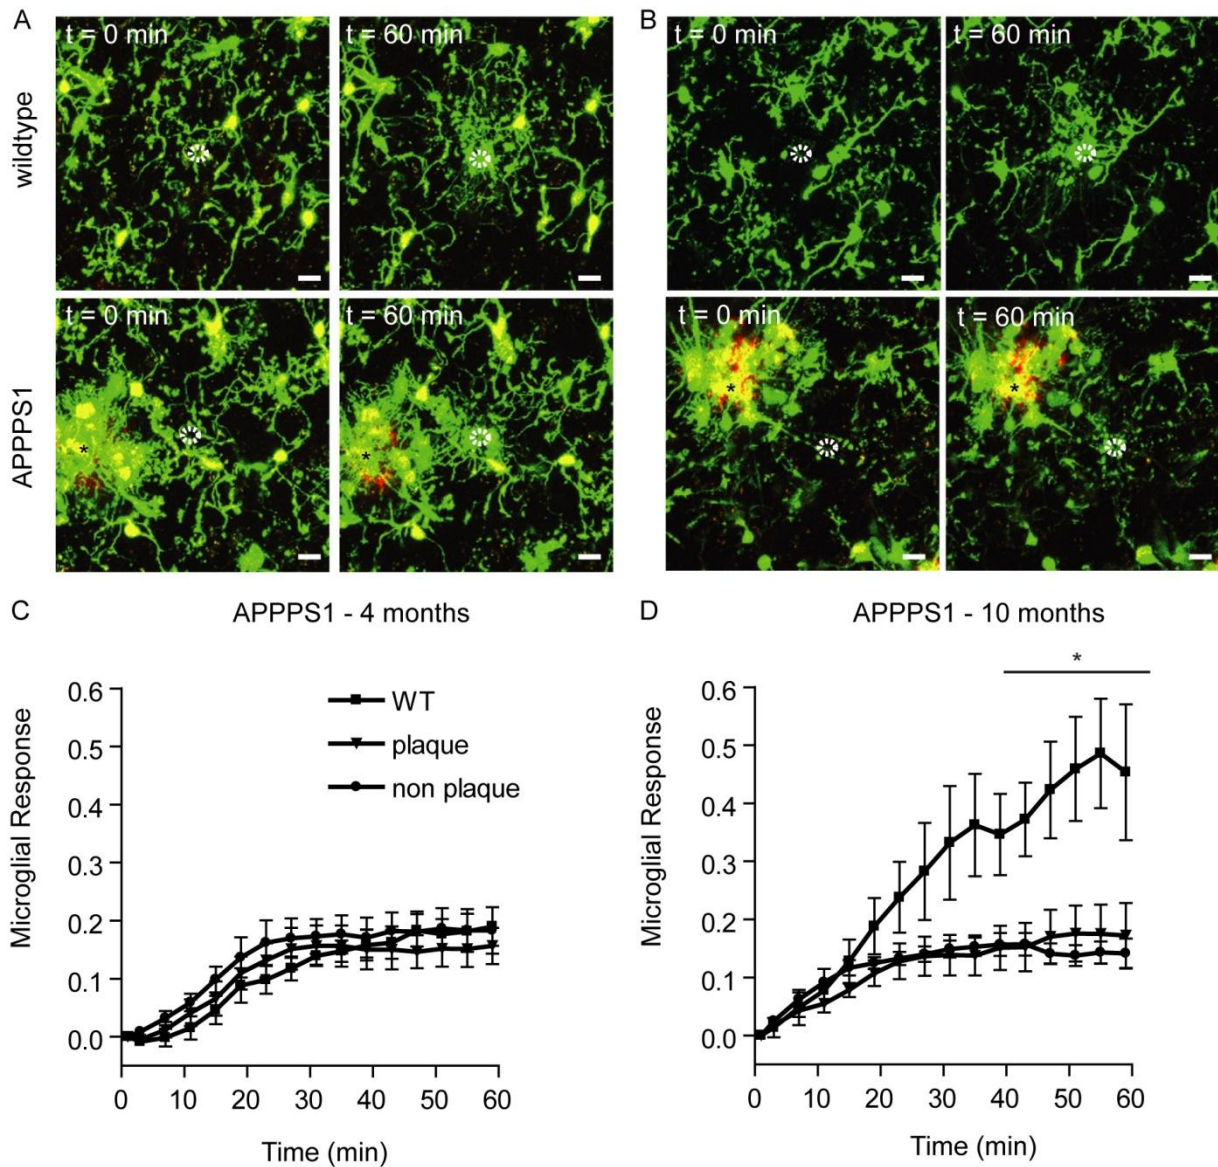 A
B
wildtype
t = 0 min
t = 60 min
t = 0 min
t = 60 min
APPPS1
t = 0 min
t = 60 min
t = 0 min
t = 60 min
*
*
*
*
C
APPPS1 - 4 months
Microglial Response
0.6
0.5
0.4
0.3
0.2
0.1
0.0
WT
plaque
non plaque
0 10 20 30 40 50 60
Time (min)
D
APPPS1 - 10 months
*
Microglial Response
0.6
0.5
0.4
0.3
0.2
0.1
0.0
0 10 20 30 40 50 60
Time (min)